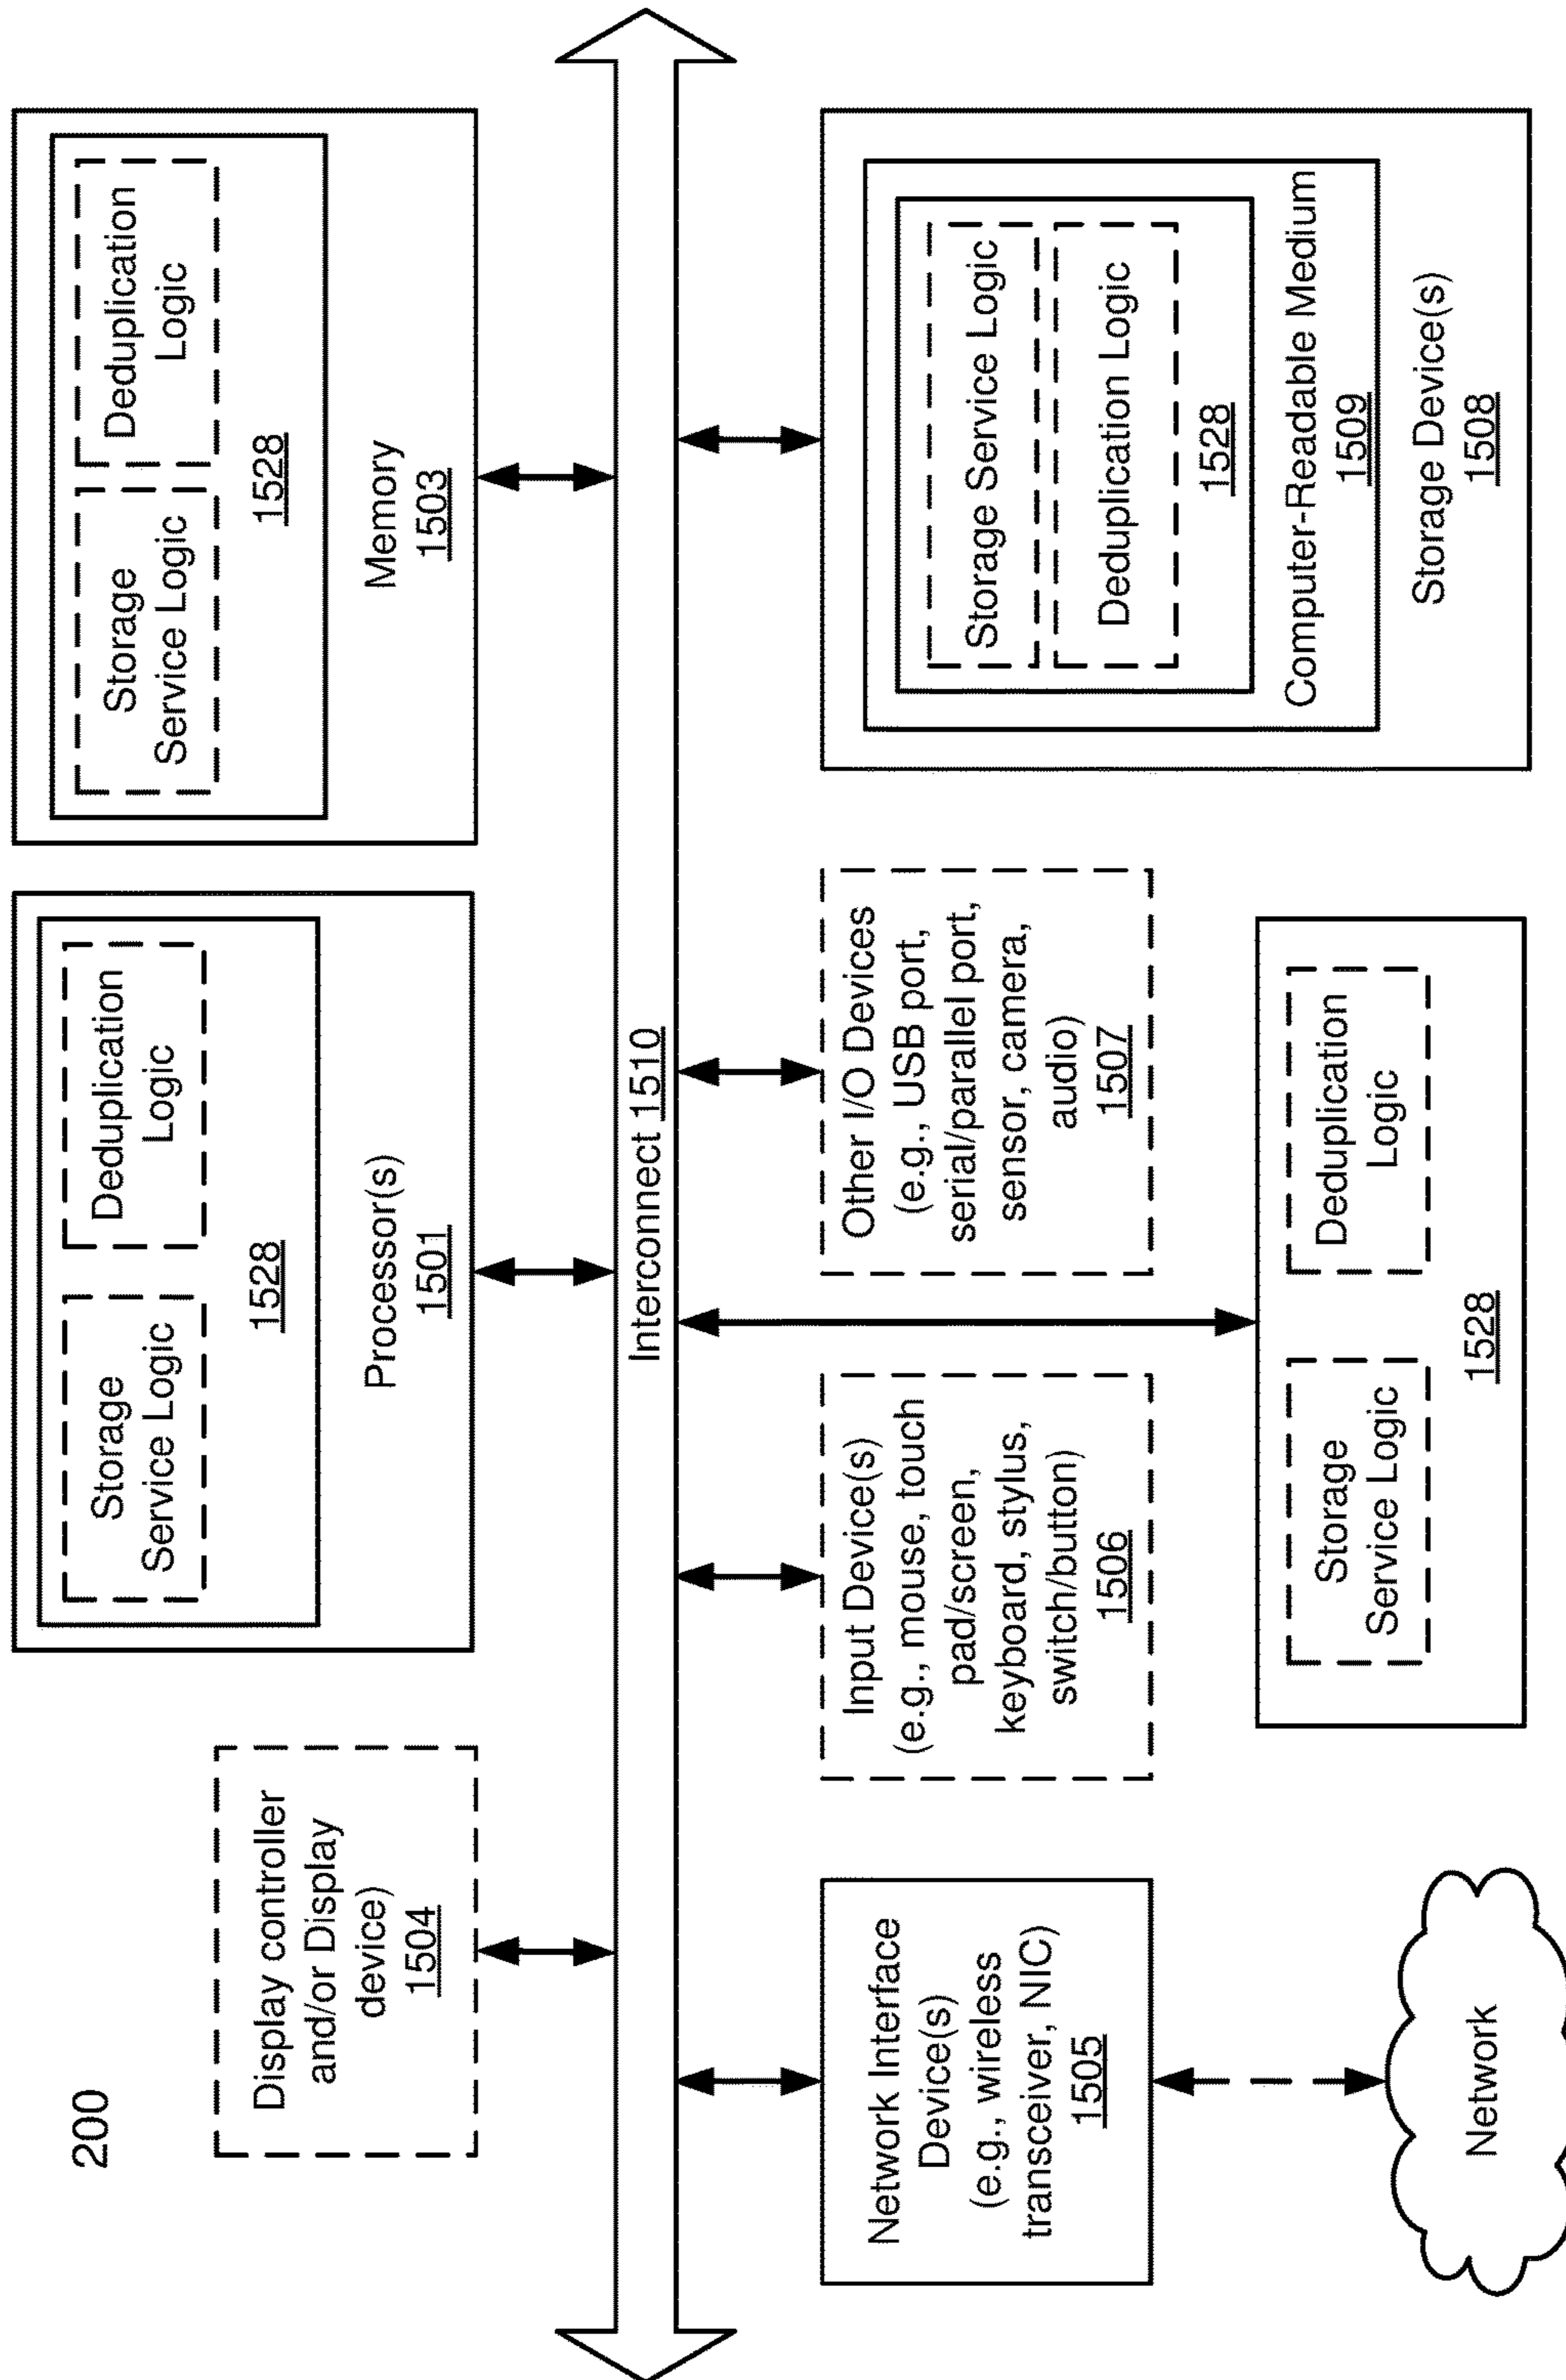 200
Display controller
and/or Display
device)
1504
Storage
Service Logic
Deduplication
Logic
1528
Processor(s)
1501
Storage
Service Logic
Deduplication
Logic
1528
Memory
1503
Interconnect 1510
Network Interface
Device(s)
(e.g., wireless
transceiver, NIC)
1505
Input Device(s)
(e.g., mouse, touch
pad/screen,
keyboard, stylus,
switch/button)
1506
Other I/O Devices
(e.g., USB port,
serial/parallel port,
sensor, camera,
audio)
1507
Storage Service Logic
Deduplication Logic
1528
Computer-Readable Medium
1509
Storage Device(s)
1508
Network
Storage
Service Logic
Deduplication
Logic
1528